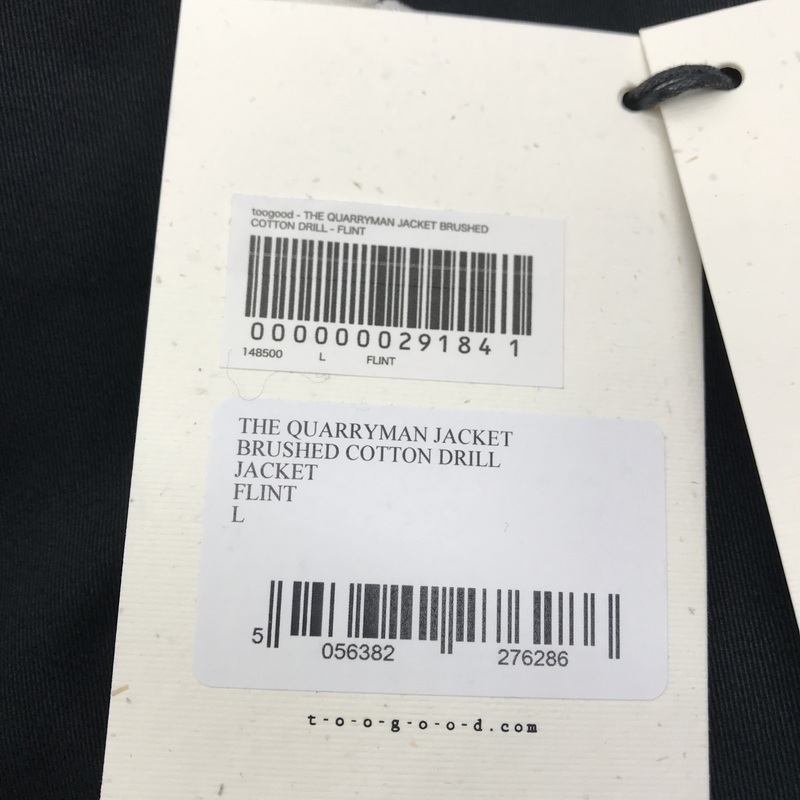 toogood - THE QUARRYMAN JACKET BRUSHED
COTTON DRILL - FLINT
000000029184 1
148500 L FLINT
THE QUARRYMAN JACKET
BRUSHED COTTON DRILL
JACKET
FLINT
L
5 056382 276286
t-o-o-g-o-o-d.com